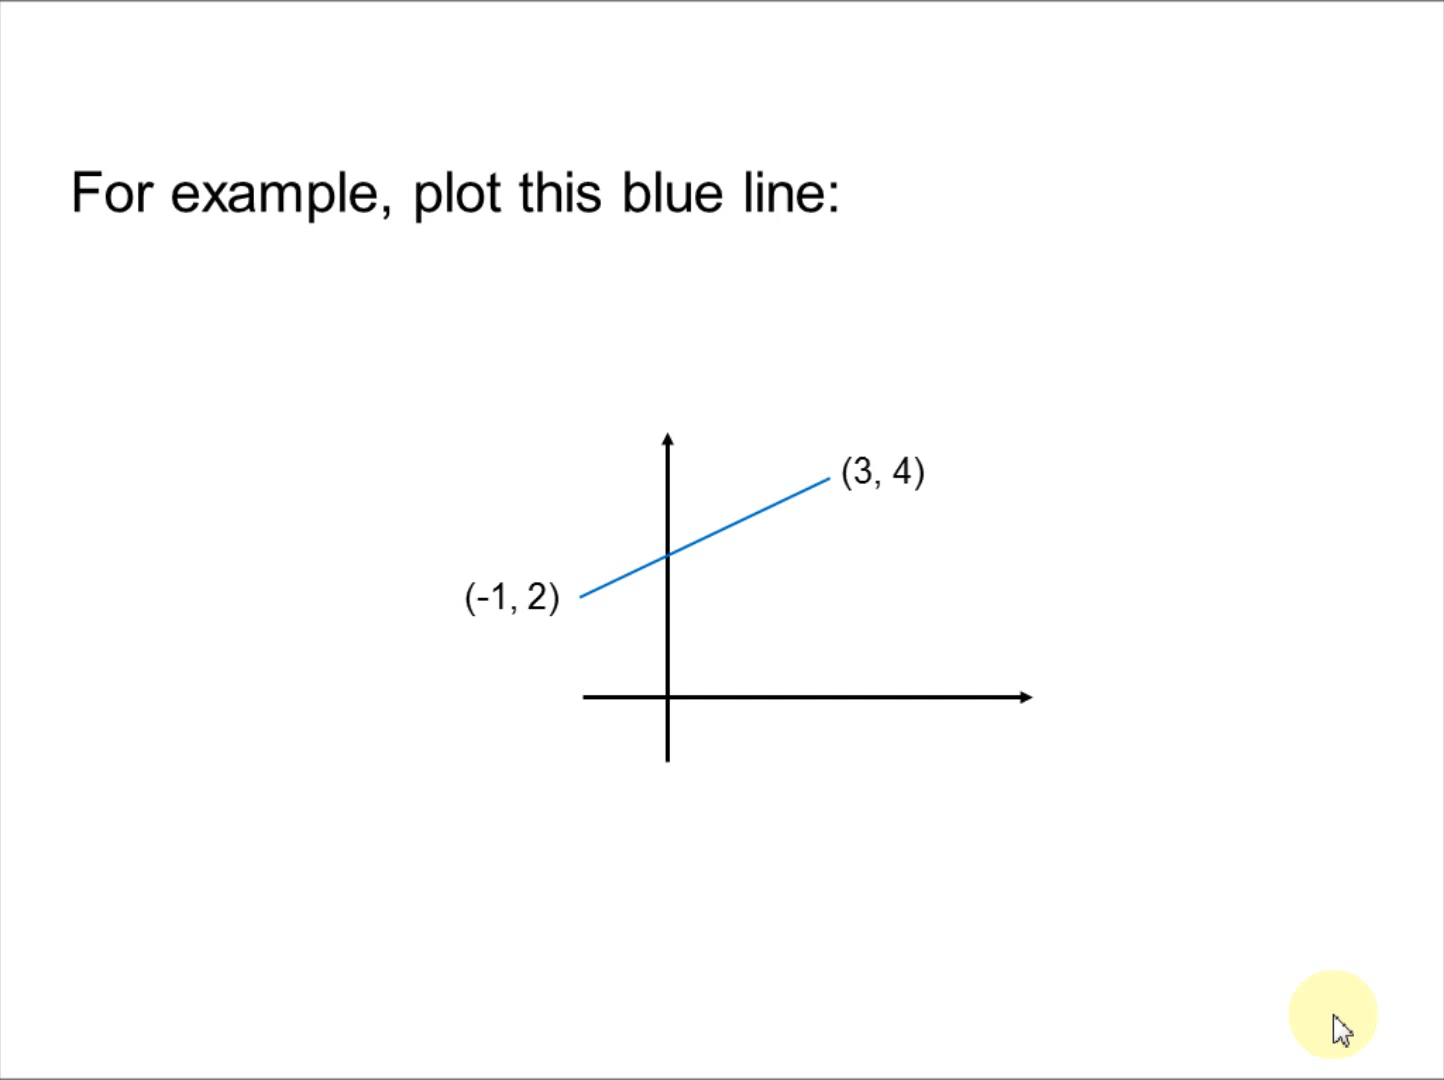 For example, plot this blue line:
(3, 4)
(-1, 2)